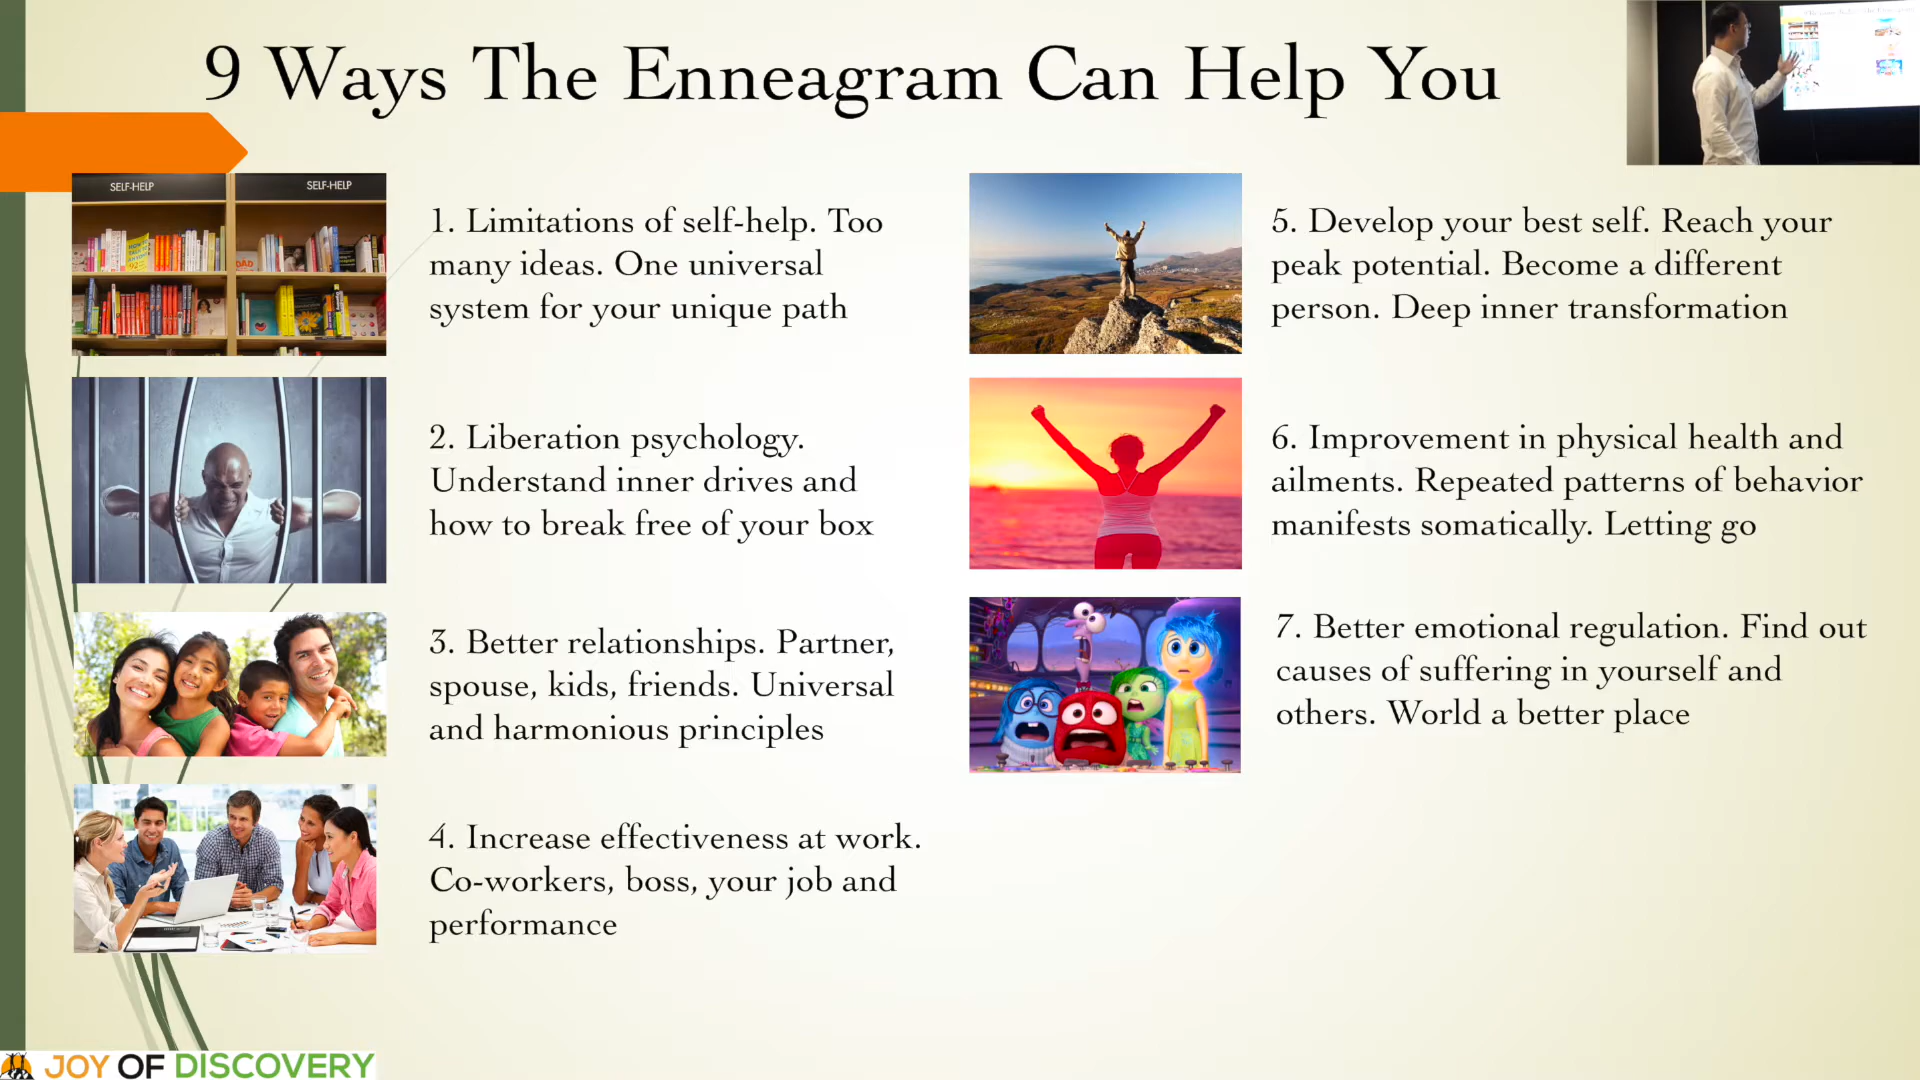 9 Ways The Enneagram Can Help You
SELF-HELP
SELF-HELP
1. Limitations of self-help. Too
many ideas. One universal
system for your unique path
2. Liberation psychology.
Understand inner drives and
how to break free of your box
3. Better relationships. Partner,
spouse, kids, friends. Universal
and harmonious principles
4. Increase effectiveness at work.
Co-workers, boss, your job and
performance
5. Develop your best self. Reach your
peak potential. Become a different
person. Deep inner transformation
6. Improvement in physical health and
ailments. Repeated patterns of behavior
manifests somatically. Letting go
7. Better emotional regulation. Find out
causes of suffering in yourself and
others. World a better place
JOY OF DISCOVERY